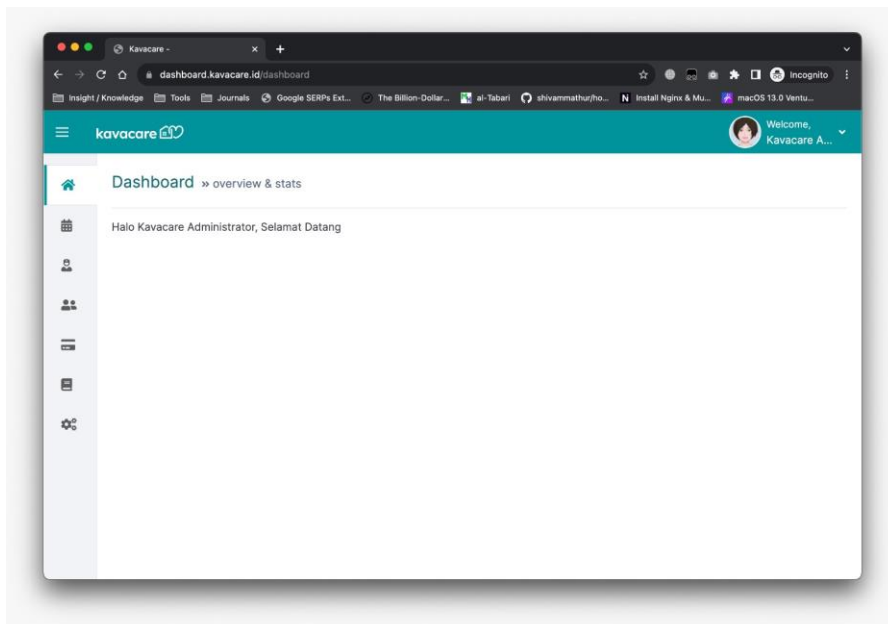 Kavacare -
dashboard.kavacare.id/dashboard
Incognito
Insight / Knowledge Tools Journals Google SERPs Ext... The Billion-Dollar... al-Tabari shivammathur/ho... N Install Nginx & Mu... macOS 13.0 Ventu...
kavacare
Welcome,
Kavacare A...
Dashboard » overview & stats
Halo Kavacare Administrator, Selamat Datang